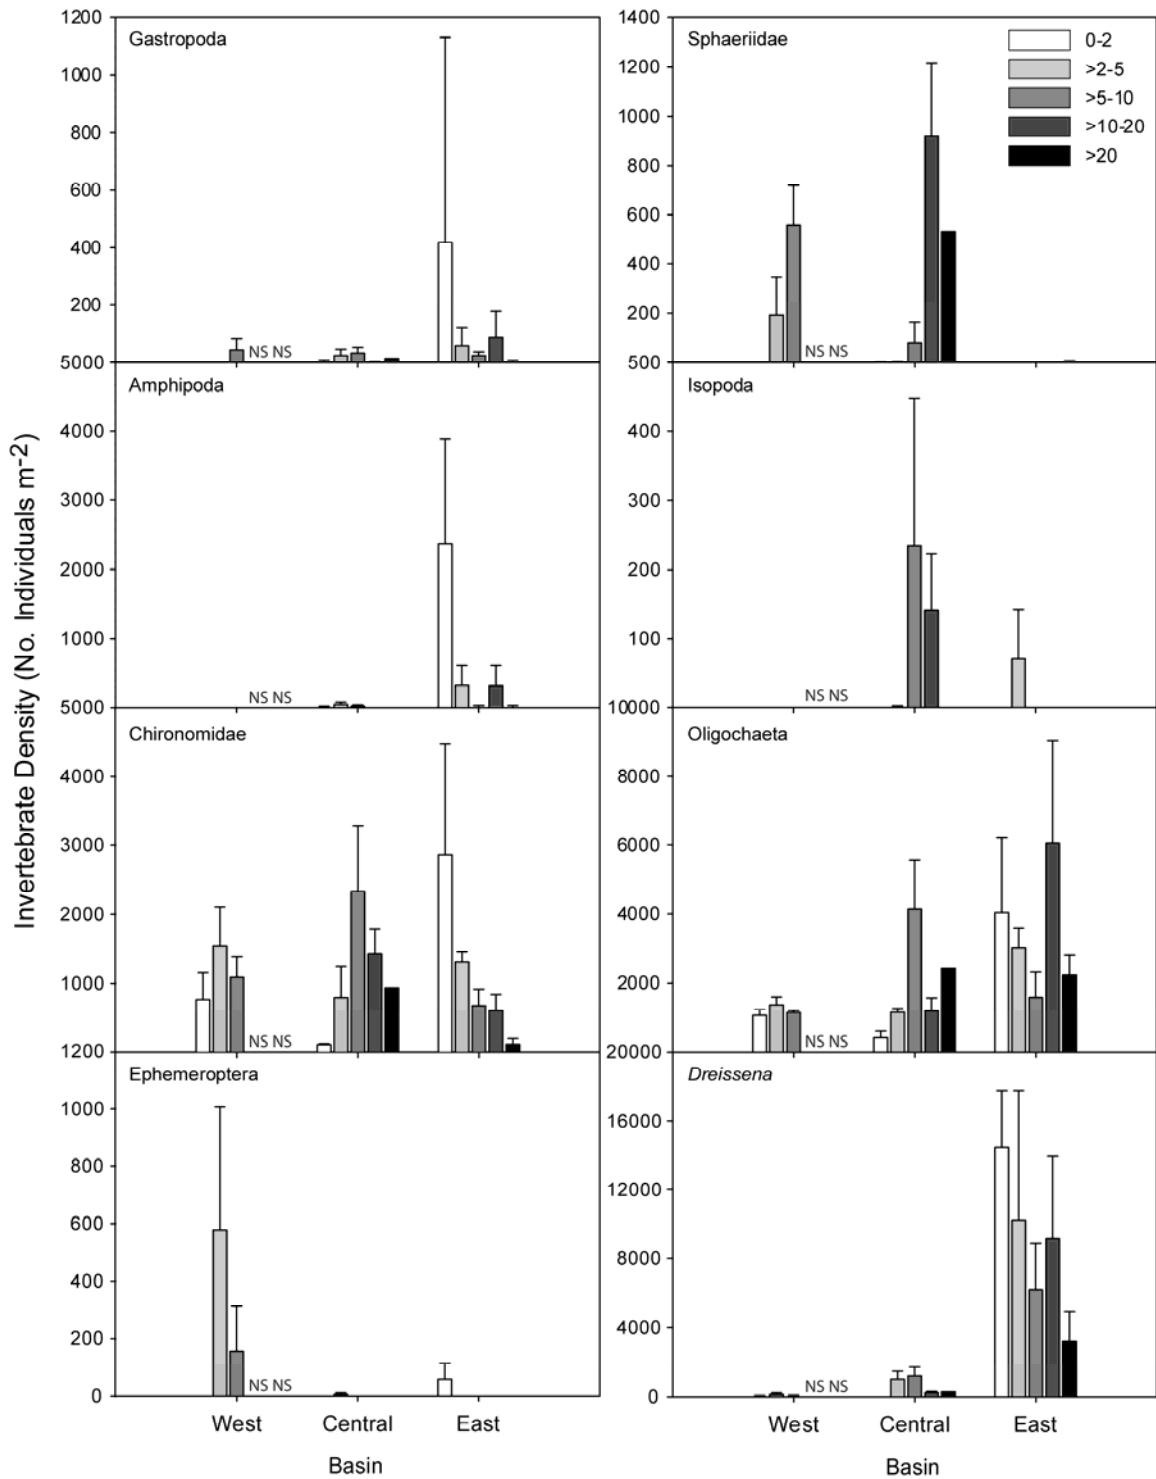 Invertebrate Density (No. Individuals m-2)
Gastropoda
1200
1000
800
600
400
200
NS NS
Sphaeriidae
1400
1200
1000
800
600
400
200
NS NS
0-2
>2-5
>5-10
>10-20
>20
Amphipoda
5000
4000
3000
2000
1000
NS NS
Isopoda
500
400
300
200
100
NS NS
Chironomidae
5000
4000
3000
2000
1000
NS NS
Oligochaeta
10000
8000
6000
4000
2000
NS NS
Ephemeroptera
1200
1000
800
600
400
200
0
NS NS
West Central East
Basin
Dreissena
20000
16000
12000
8000
4000
0
NS NS
West Central East
Basin